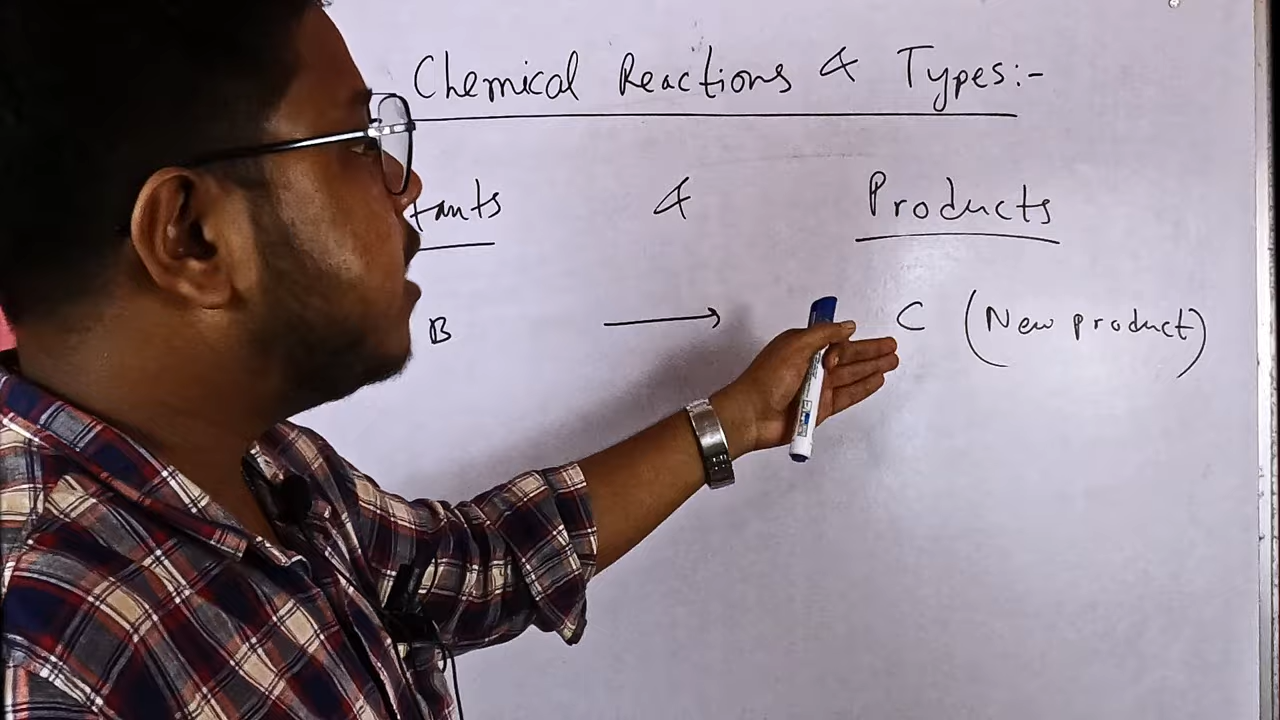 Chemical Reactions & Types:-
tants & Products
B → C (New product)